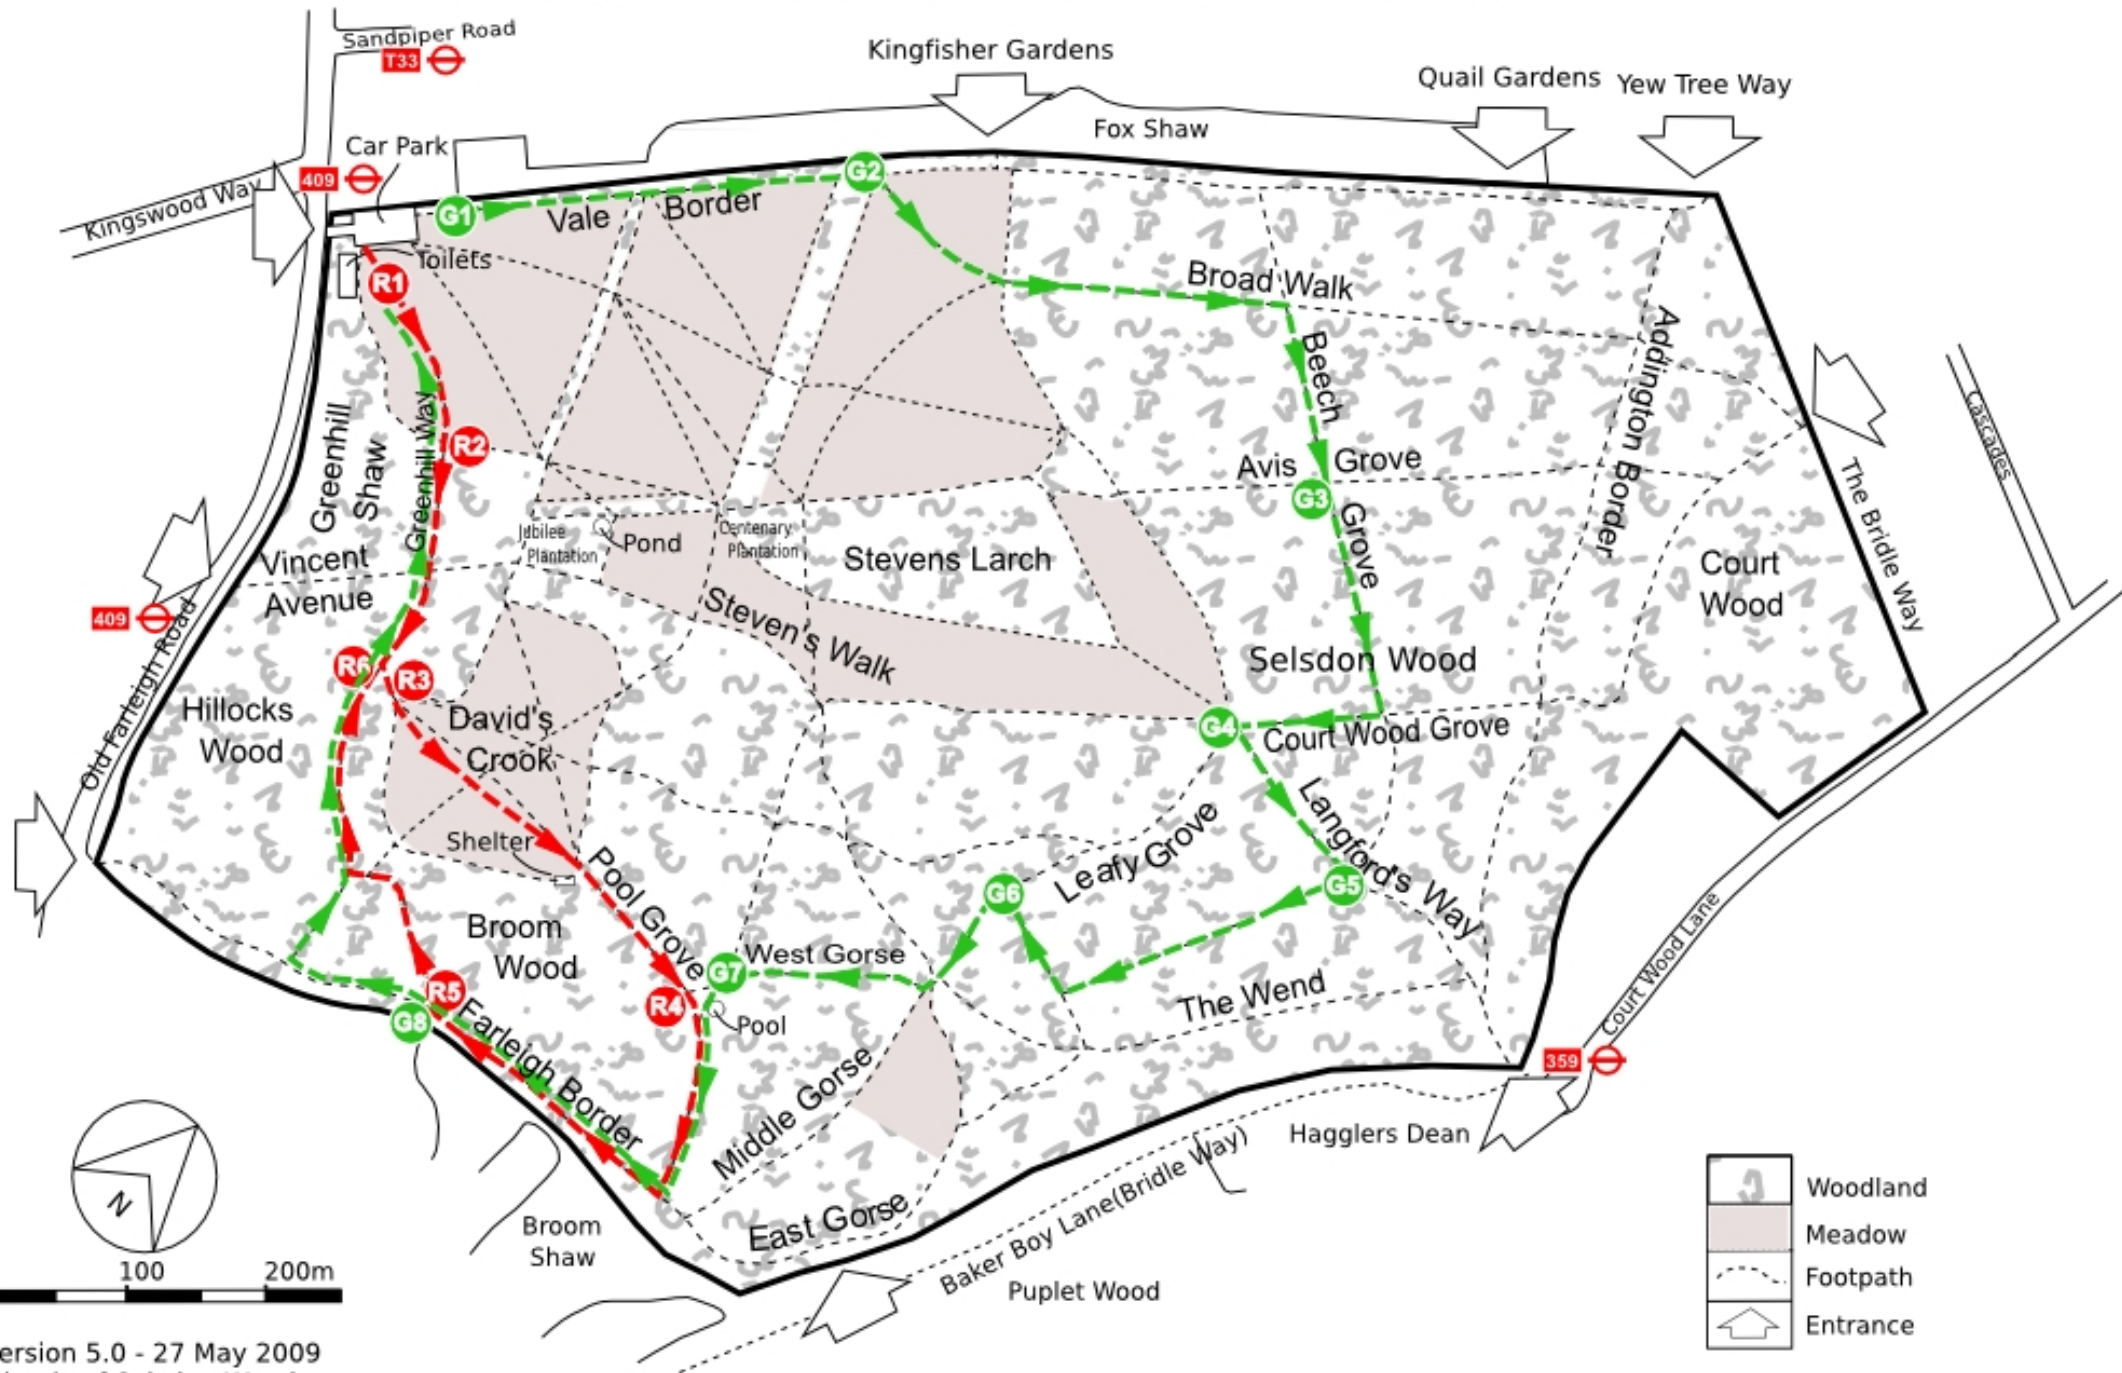 Sandpiper Road
T33
Kingfisher Gardens
Quail Gardens
Yew Tree Way
Fox Shaw
Car Park
409
Kingswood Way
G1
G2
Vale
Border
Toilets
R1
Broad Walk
Beech
Grove
Addington Border
Cascades
Greenhill
Shaw
Greenhill Way
R2
Avis
Grove
G3
The Bridle Way
Jubilee
Plantation
Pond
Centenary
Plantation
Stevens Larch
Court
Wood
Vincent
Avenue
Steven's Walk
409
Old Farleigh Road
R6
R3
Selsdon Wood
Hillocks
Wood
David's
Crook
G4
Court Wood Grove
Langford's Way
Shelter
Pool Grove
Leafy Grove
G5
G6
Broom
Wood
West Gorse
G7
R4
Pool
R5
G8
The Wend
Court Wood Lane
Farleigh Border
Middle Gorse
359
Hagglers Dean
East Gorse
Baker Boy Lane(Bridle Way)
Broom
Shaw
Puplet Wood
N
100
200m
Woodland
Meadow
Footpath
Entrance
ersion 5.0 - 27 May 2009